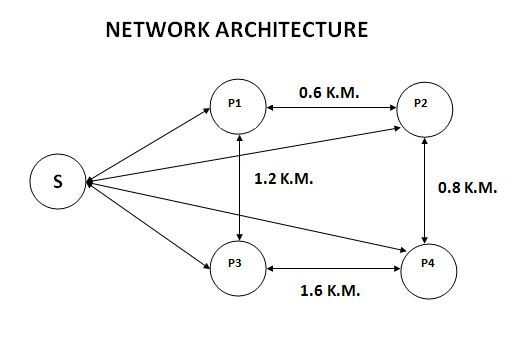 NETWORK ARCHITECTURE
P1
0.6 K.M.
P2
S
1.2 K.M.
0.8 K.M.
P3
P4
1.6 K.M.